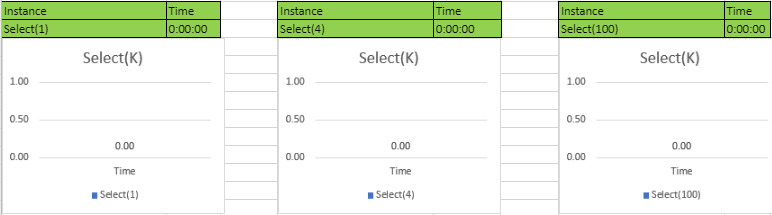 Instance Time
Select(1) 0:00:00
Select(K)
1.00
0.50
0.00
0.00
Time
Select(1)
Instance Time
Select(4) 0:00:00
Select(K)
1.00
0.50
0.00
0.00
Time
Select(4)
Instance Time
Select(100) 0:00:00
Select(K)
1.00
0.50
0.00
0.00
Time
Select(100)